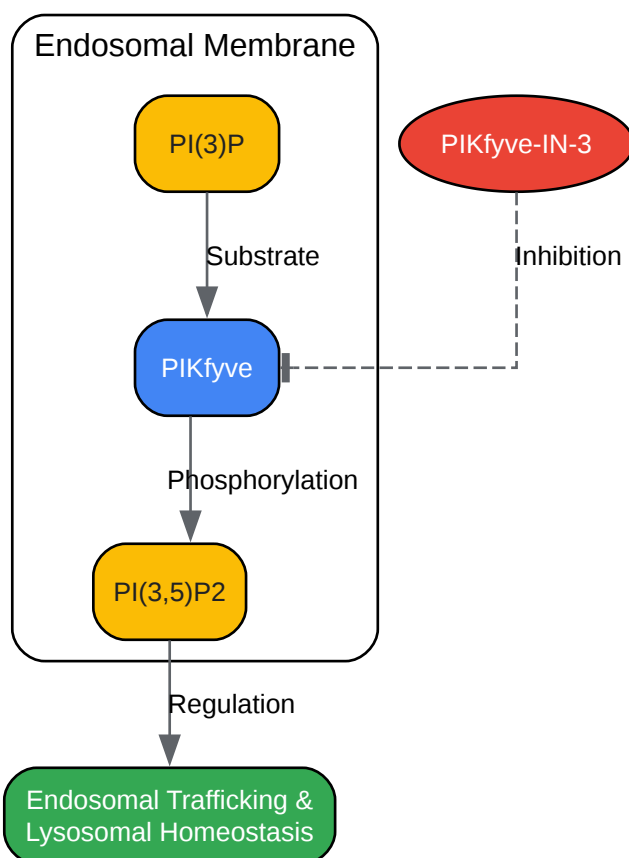 Endosomal Membrane
PI(3)P
PIKfyve-IN-3
Substrate
Inhibition
PIKfyve
Phosphorylation
PI(3,5)P2
Regulation
Endosomal Trafficking &
Lysosomal Homeostasis